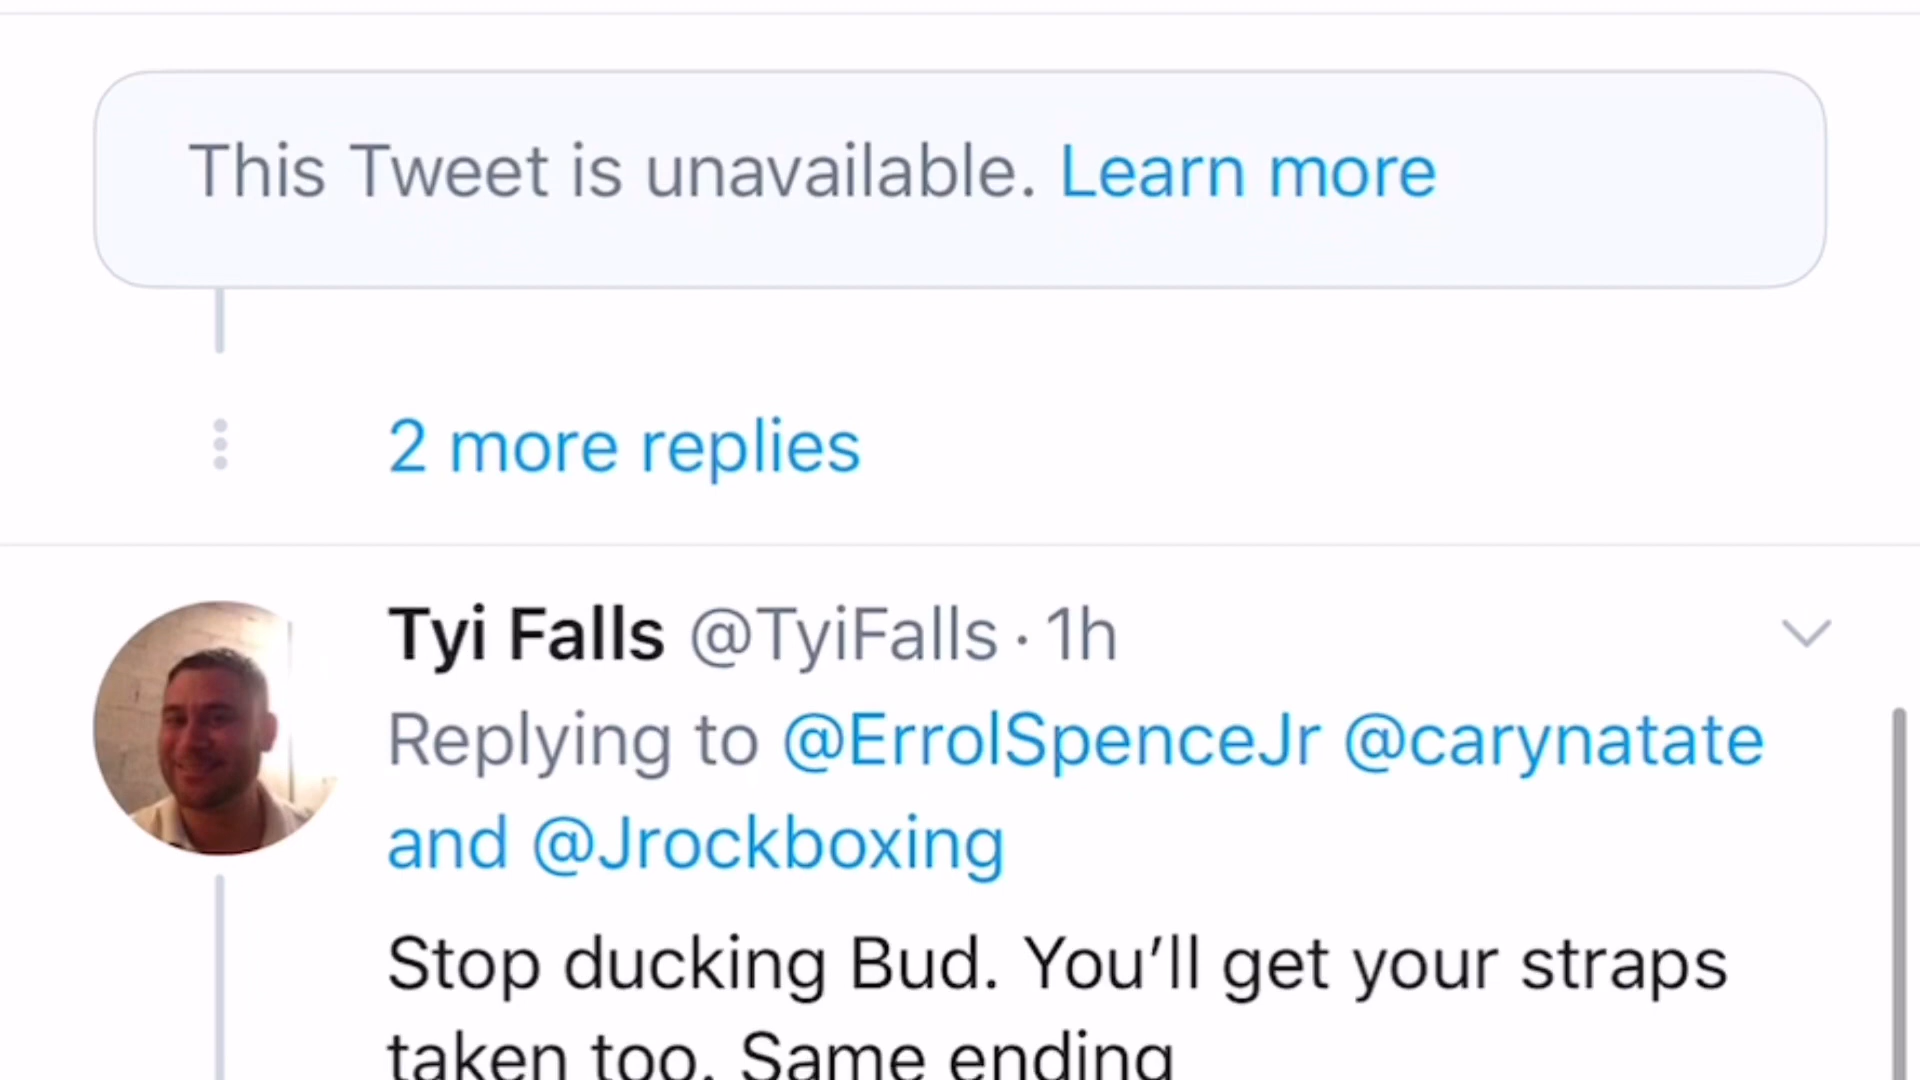 This Tweet is unavailable. Learn more
2 more replies
Tyi Falls @TyiFalls · 1h
Replying to @ErrolSpenceJr @carynatate
and @Jrockboxing
Stop ducking Bud. You’ll get your straps
taken too. Same ending